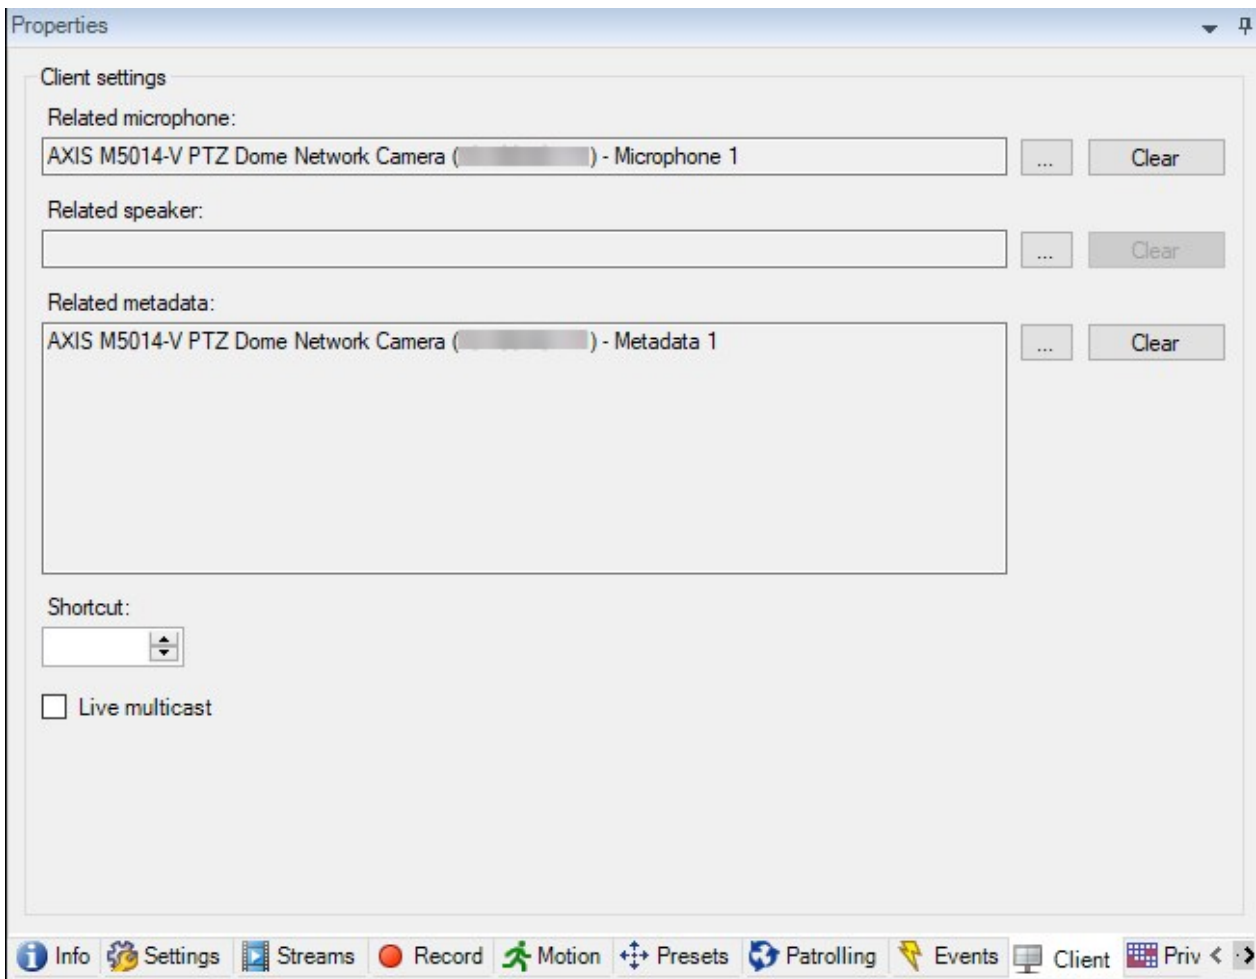 Properties
Client settings
Related microphone:
AXIS M5014-V PTZ Dome Network Camera ( ) - Microphone 1 ... Clear
Related speaker:
... Clear
Related metadata:
AXIS M5014-V PTZ Dome Network Camera ( ) - Metadata 1 ... Clear
Shortcut:
Live multicast
Info Settings Streams Record Motion Presets Patrolling Events Client Priv